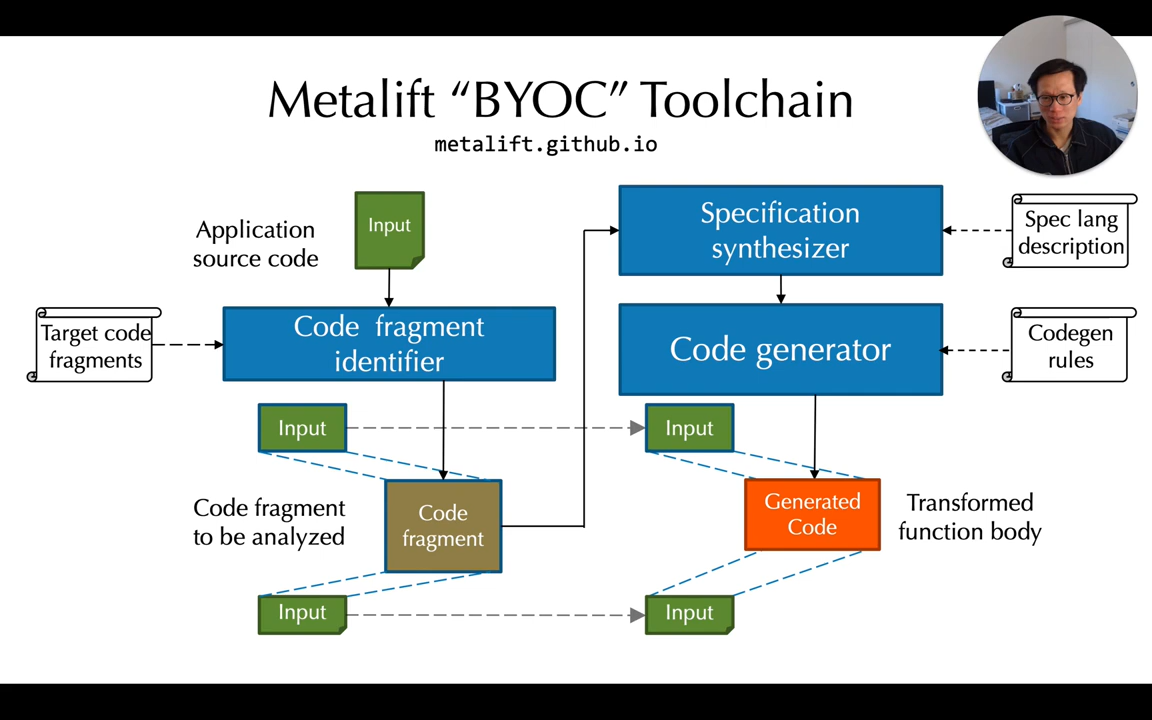 Metalift “BYOC” Toolchain
metalift.github.io
Application
source code
Input
Target code
fragments
Code fragment
identifier
Specification
synthesizer
Spec lang
description
Code generator
Codegen
rules
Input
Code fragment
to be analyzed
Code
fragment
Input
Input
Generated
Code
Transformed
function body
Input